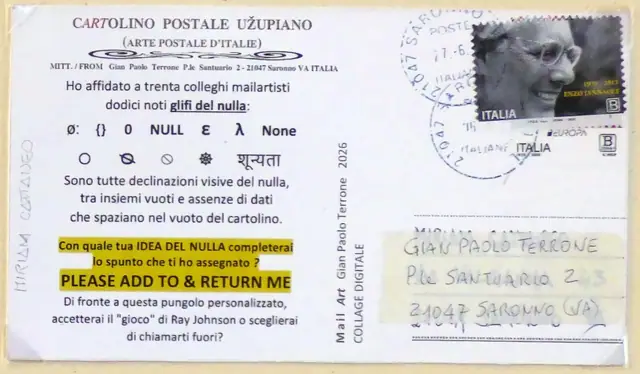 CARTOLINO POSTALE UŽUPIANO
(ARTE POSTALE D'ITALIE)
MITT. / FROM Gian Paolo Terrone P.le Santuario 2 - 21047 Saronno VA ITALIA
Ho affidato a trenta colleghi mailartisti
dodici noti glifi del nulla:
∅: {} 0 NULL ε λ None
शून्यता
Sono tutte declinazioni visive del nulla,
tra insiemi vuoti e assenze di dati
che spaziano nel vuoto del cartolino.
Con quale tua IDEA DEL NULLA completerai
lo spunto che ti ho assegnato ?
PLEASE ADD TO & RETURN ME
Di fronte a questa pungolo personalizzato,
accetterai il "gioco" di Ray Johnson o sceglierai
di chiamarti fuori?
MIRIAM CATTANEO
Mail Art Gian Paolo Terrone 2026
COLLAGE DIGITALE
21047 SARONNO
POSTE
ITALIANE
ENZO JANNACCI
ITALIA B
EUROPA
ITALIA B
GIAN PAOLO TERRONE
P.le SANTUARIO 2
21047 SARONNO (VA)